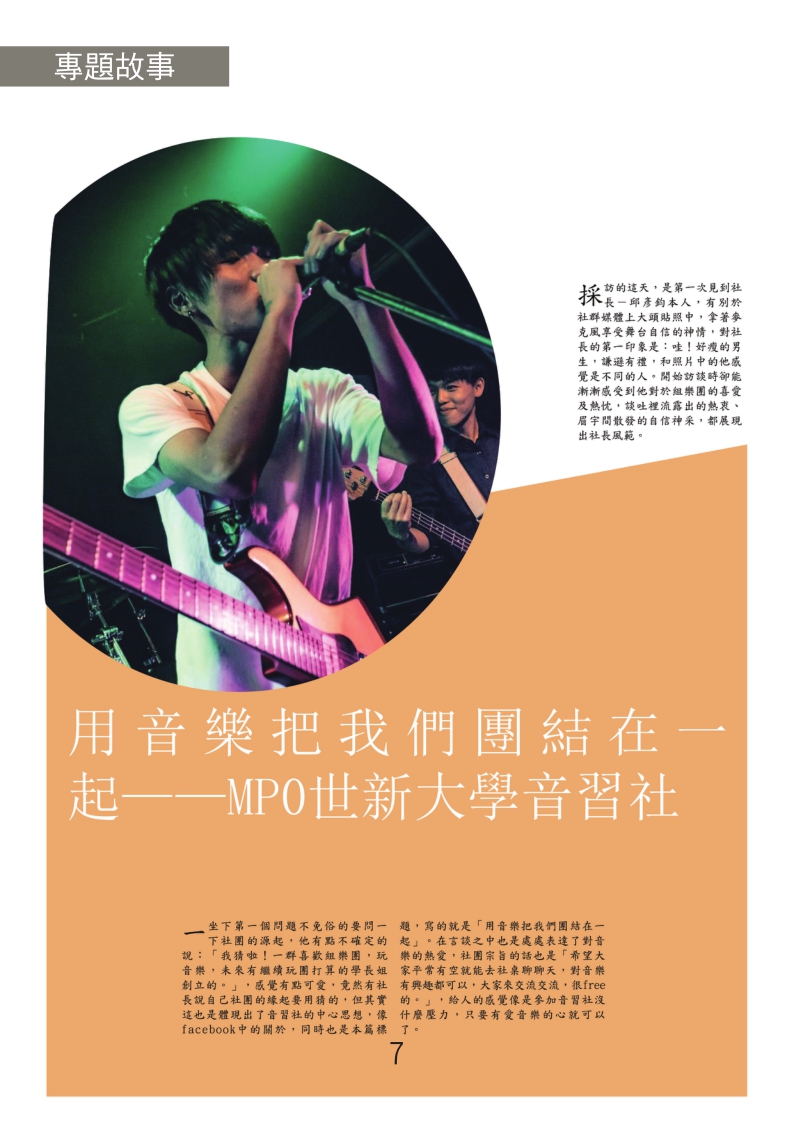 專題故事
採訪的這天，是第一次見到社
長－邱彥鈞本人，有別於
社群媒體上大頭貼照中，拿著麥
克風享受舞台自信的神情，對社
長的第一印象是：哇！好瘦的男
生，謙遜有禮，和照片中的他感
覺是不同的人。開始訪談時卻能
漸漸感受到他對於組樂團的喜愛
及熱忱，談吐裡流露出的熱衷、
眉宇間散發的自信神采，都展現
出社長風範。
用音樂把我們團結在一
起——MPO世新大學音習社
一坐下第一個問題不免俗的要問一
下社團的源起，他有點不確定的
說：「我猜啦！一群喜歡組樂團，玩
音樂，未來有繼續玩團打算的學長姐
創立的。」，感覺有點可愛，竟然有社
長說自己社團的緣起要用猜的，但其實
這也是體現出了音習社的中心思想，像
facebook中的關於，同時也是本篇標
題，寫的就是「用音樂把我們團結在一
起」。在言談之中也是處處表達了對音
樂的熱愛，社團宗旨的話也是「希望大
家平常有空就能去社桌聊聊天，對音樂
有興趣都可以，大家來交流交流，很free
的。」，給人的感覺像是參加音習社沒
什麼壓力，只要有愛音樂的心就可以
了。
7